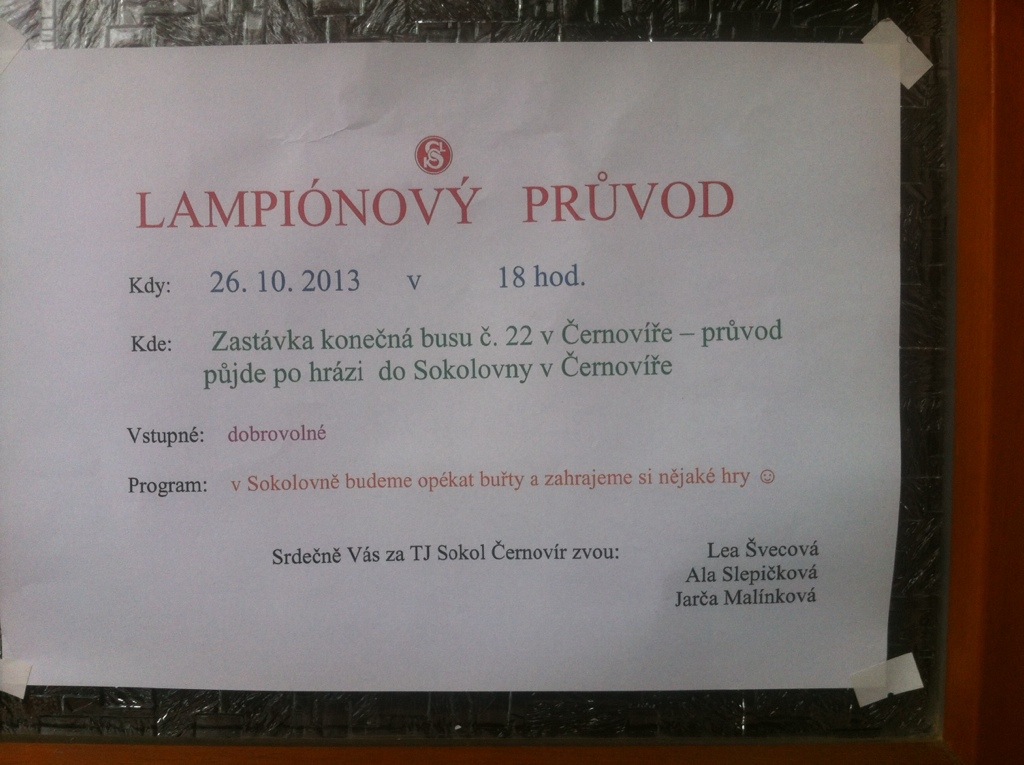 LAMPIÓNOVÝ PRŮVOD
Kdy: 26. 10. 2013 v 18 hod.
Kde: Zastávka konečná busu č. 22 v Černovíře – průvod
půjde po hrázi do Sokolovny v Černovíře
Vstupné: dobrovolné
Program: v Sokolovně budeme opékat buřty a zahrajeme si nějaké hry ☺
Srdečně Vás za TJ Sokol Černovír zvou: Lea Švecová
Ala Slepičková
Jarča Malínková